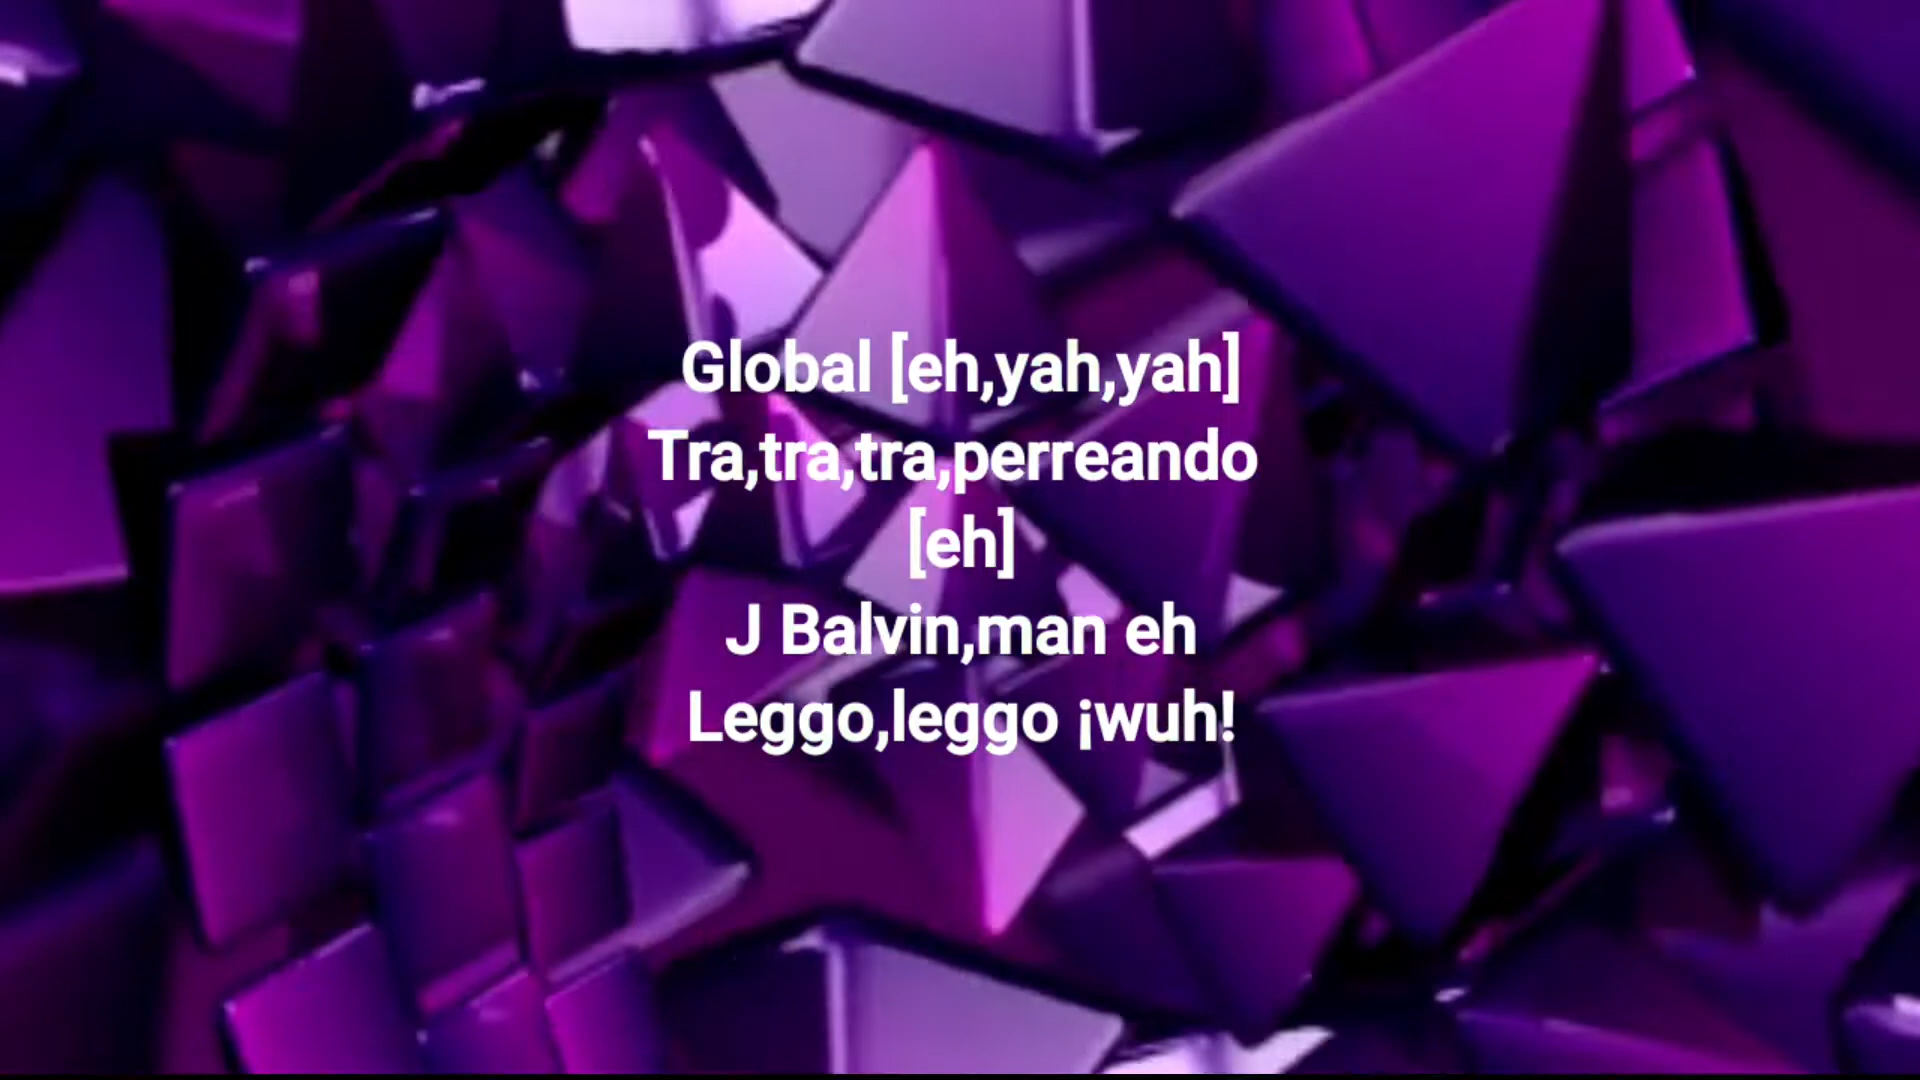 Global [eh,yah,yah]
Tra,tra,tra,perreando
[eh]
J Balvin,man eh
Leggo,leggo ¡wuh!